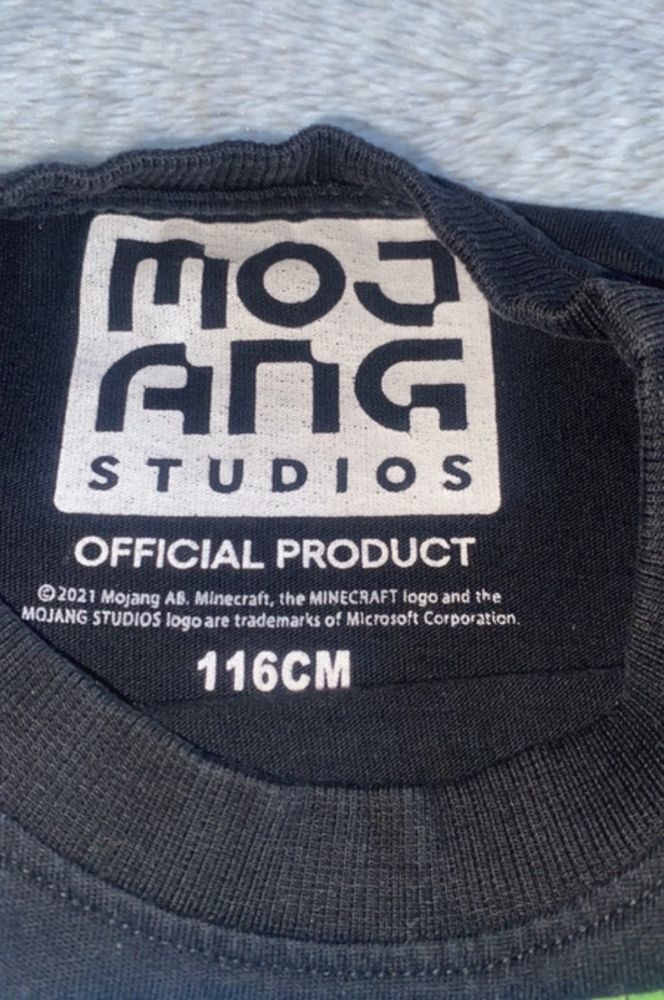 MOJ
ANG
STUDIOS
OFFICIAL PRODUCT
©2021 Mojang AB. Minecraft, the MINECRAFT logo and the
MOJANG STUDIOS logo are trademarks of Microsoft Corporation.
116CM